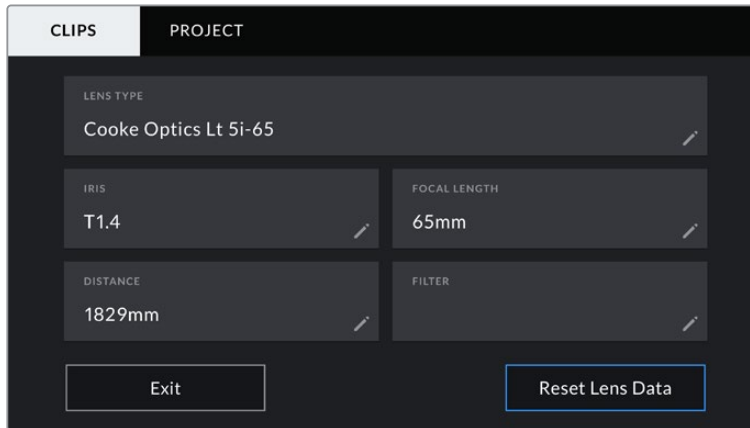 CLIPS PROJECT
LENS TYPE
Cooke Optics Lt 5i-65
IRIS FOCAL LENGTH
T1.4 65mm
DISTANCE FILTER
1829mm
Exit Reset Lens Data